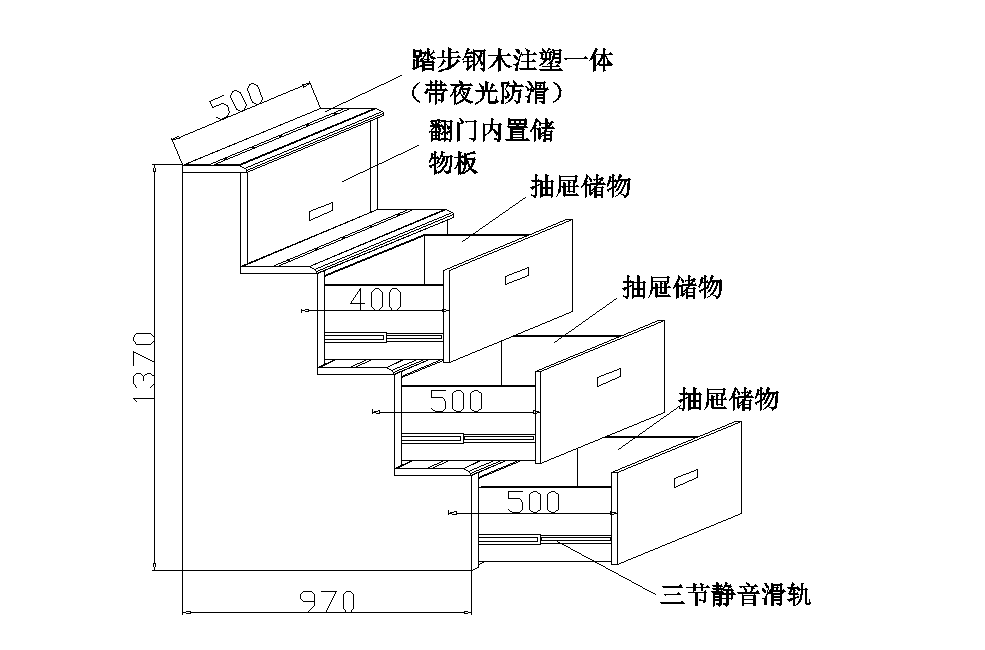 踏步钢木注塑一体
（带夜光防滑）
500
翻门内置储
物板
抽屉储物
400
抽屉储物
1370
500
抽屉储物
500
三节静音滑轨
970